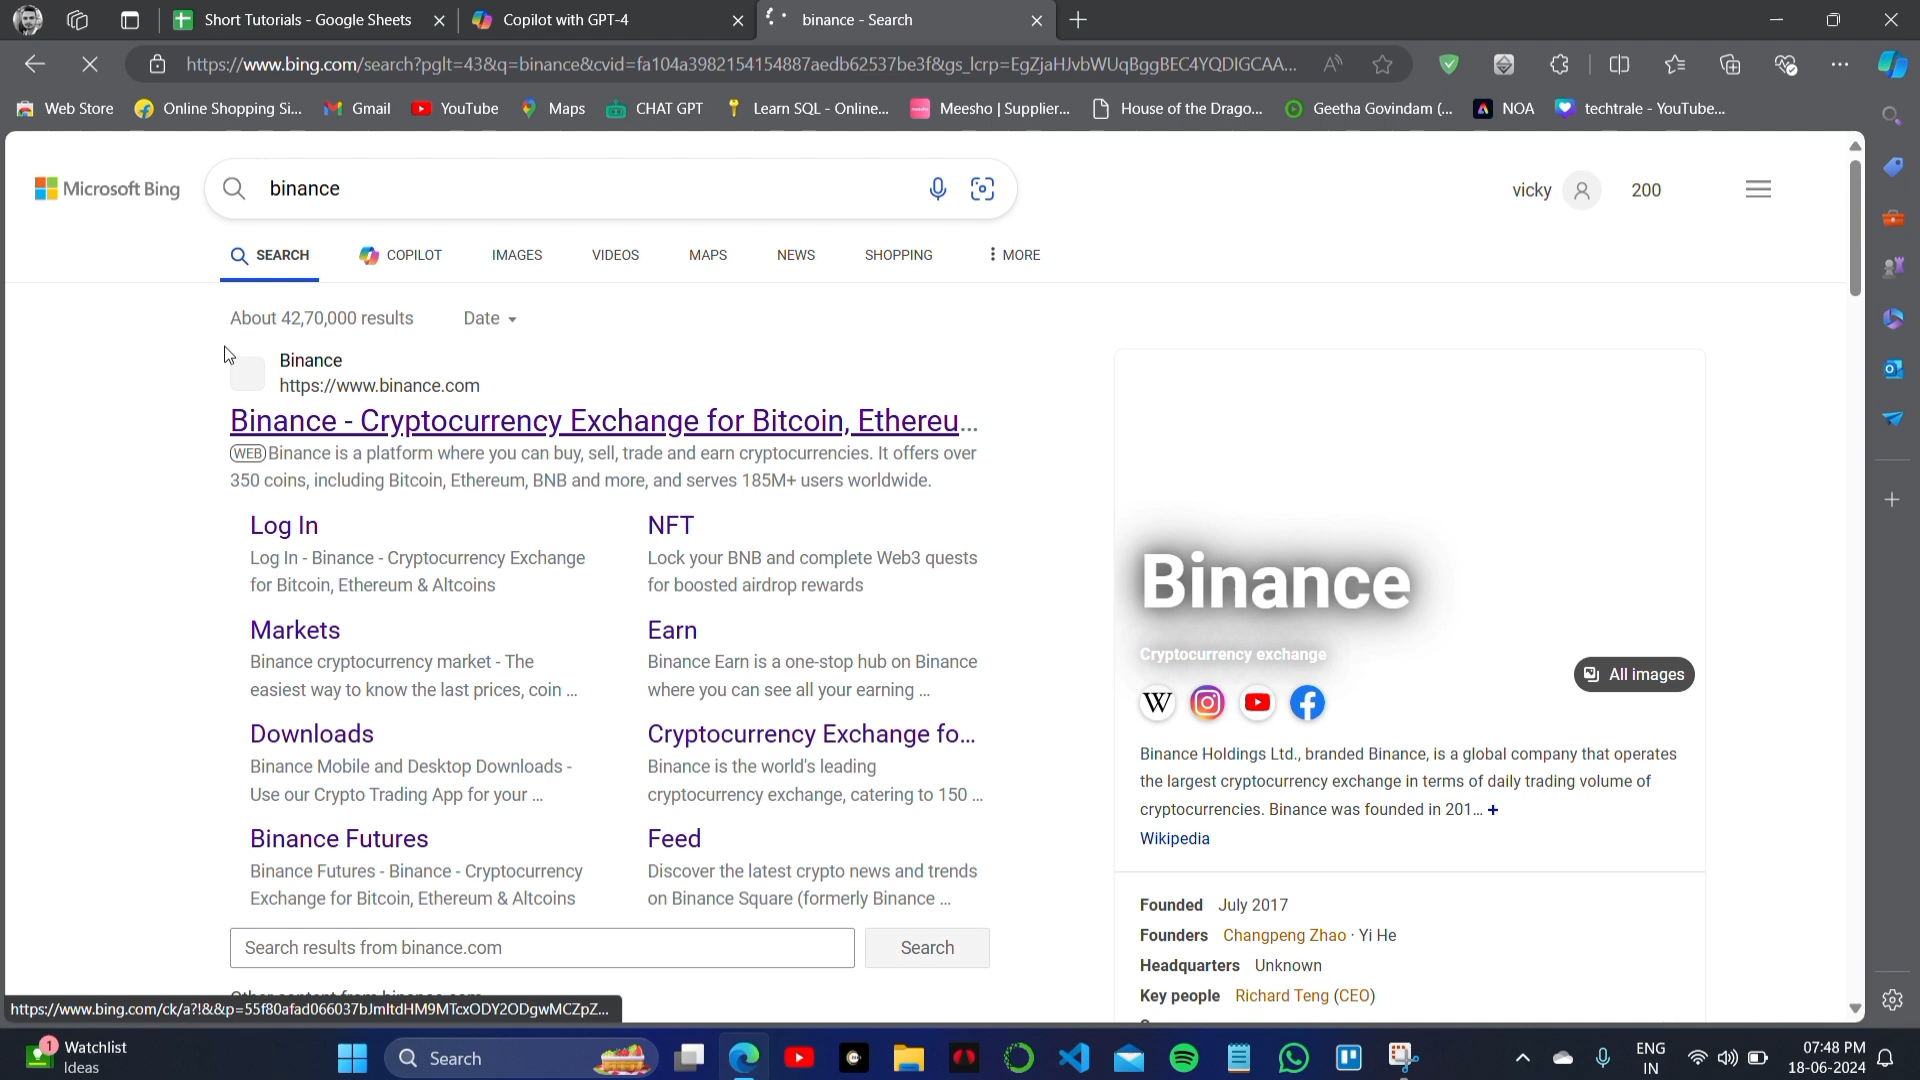 Short Tutorials - Google Sheets
Copilot with GPT-4
binance - Search
https://www.bing.com/search?pglt=43&q=binance&cvid=fa104a3982154154887aedb62537be3f&gs_lcrp=EgZjaHJvbWUqBggBEC4YQDIGCAA...
Web Store
Online Shopping Si...
Gmail
YouTube
Maps
CHAT GPT
Learn SQL - Online...
Meesho | Supplier...
House of the Drago...
Geetha Govindam (...
NOA
techtrale - YouTube...
Microsoft Bing
binance
vicky
200
SEARCH
COPILOT
IMAGES
VIDEOS
MAPS
NEWS
SHOPPING
MORE
About 42,70,000 results
Date
Binance
https://www.binance.com
Binance - Cryptocurrency Exchange for Bitcoin, Ethereu...
WEB Binance is a platform where you can buy, sell, trade and earn cryptocurrencies. It offers over
350 coins, including Bitcoin, Ethereum, BNB and more, and serves 185M+ users worldwide.
Log In
Log In - Binance - Cryptocurrency Exchange
for Bitcoin, Ethereum & Altcoins
NFT
Lock your BNB and complete Web3 quests
for boosted airdrop rewards
Markets
Binance cryptocurrency market - The
easiest way to know the last prices, coin ...
Earn
Binance Earn is a one-stop hub on Binance
where you can see all your earning ...
Downloads
Binance Mobile and Desktop Downloads -
Use our Crypto Trading App for your ...
Cryptocurrency Exchange fo...
Binance is the world's leading
cryptocurrency exchange, catering to 150 ...
Binance Futures
Binance Futures - Binance - Cryptocurrency
Exchange for Bitcoin, Ethereum & Altcoins
Feed
Discover the latest crypto news and trends
on Binance Square (formerly Binance ...
Search results from binance.com
Search
Binance
Cryptocurrency exchange
All images
Binance Holdings Ltd., branded Binance, is a global company that operates
the largest cryptocurrency exchange in terms of daily trading volume of
cryptocurrencies. Binance was founded in 201... +
Wikipedia
Founded July 2017
Founders Changpeng Zhao · Yi He
Headquarters Unknown
Key people Richard Teng (CEO)
https://www.bing.com/ck/a?!&&p=55f80afad066037bJmltdHM9MTcxODY2ODgwMCZpZ...
1
Watchlist
Ideas
Search
ENG
IN
07:48 PM
18-06-2024